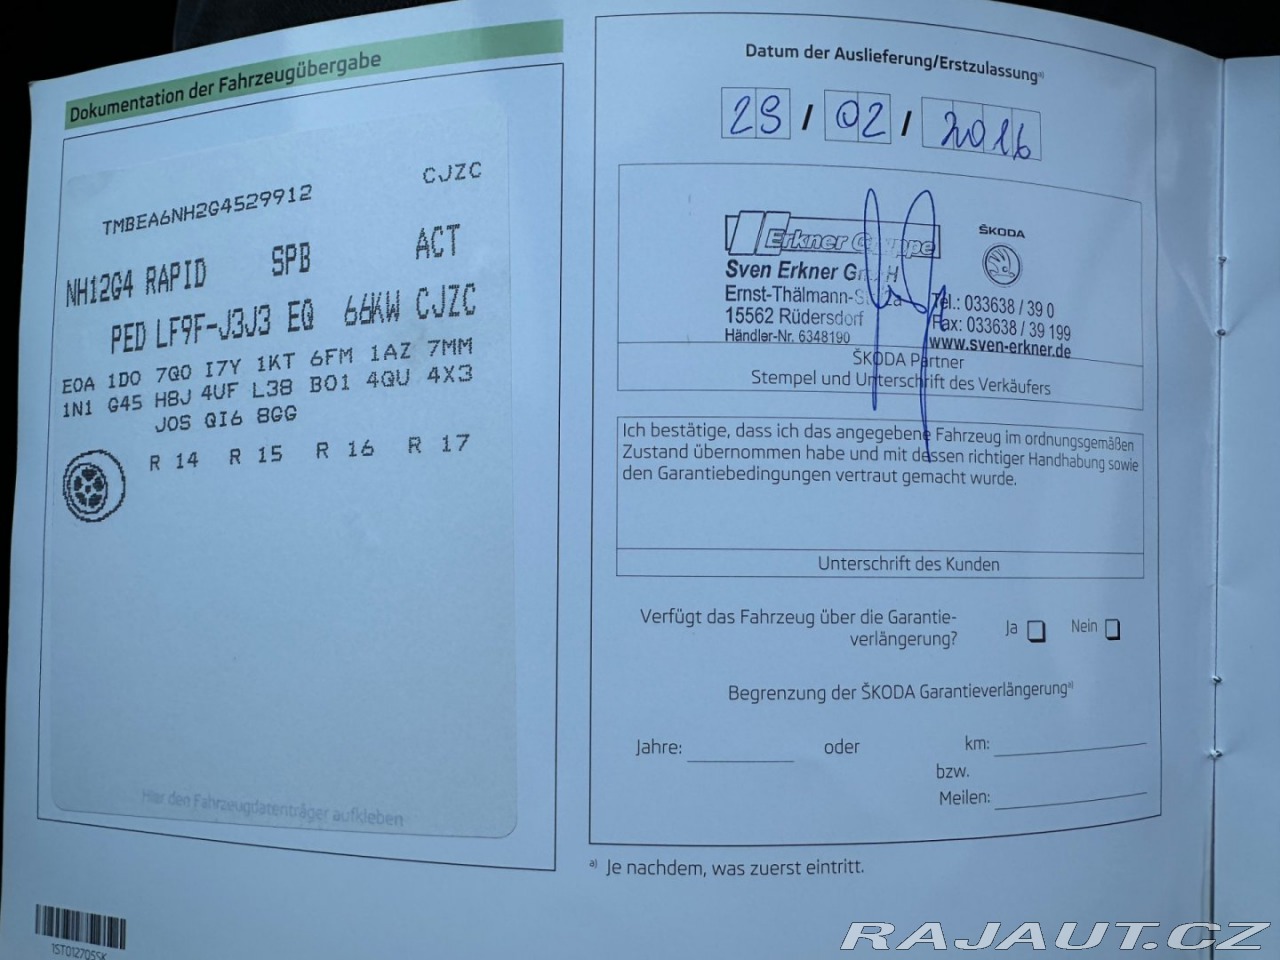 Dokumentation der Fahrzeugübergabe
TMBEA6NH2G4529912 CJZC
NH12G4 RAPID SPB ACT
PED LF9F-J3J3 EQ 66KW CJZC
E0A 1D0 7Q0 I7Y 1KT 6FM 1AZ 7MM
1N1 G45 H8J 4UF L38 B01 4QU 4X3
J0S QI6 8GG
R 14 R 15 R 16 R 17
Hier den Fahrzeugdatenträger aufkleben
1ST012705SK
Datum der Auslieferung/Erstzulassung a)
29 / 02 / 2016
Erkner Gruppe
ŠKODA
Sven Erkner GmbH
Ernst-Thälmann-
15562 Rüdersdorf
Händler-Nr. 6348190
Tel.: 033638 / 39 0
Fax: 033638 / 39 199
www.sven-erkner.de
ŠKODA Partner
Stempel und Unterschrift des Verkäufers
Ich bestätige, dass ich das angegebene Fahrzeug im ordnungsgemäßen
Zustand übernommen habe und mit dessen richtiger Handhabung sowie
den Garantiebedingungen vertraut gemacht wurde.
Unterschrift des Kunden
Verfügt das Fahrzeug über die Garantie-
verlängerung?
Ja Nein
Begrenzung der ŠKODA Garantieverlängerung a)
Jahre: oder km:
bzw.
Meilen:
a) Je nachdem, was zuerst eintritt.
RAJAUT.CZ